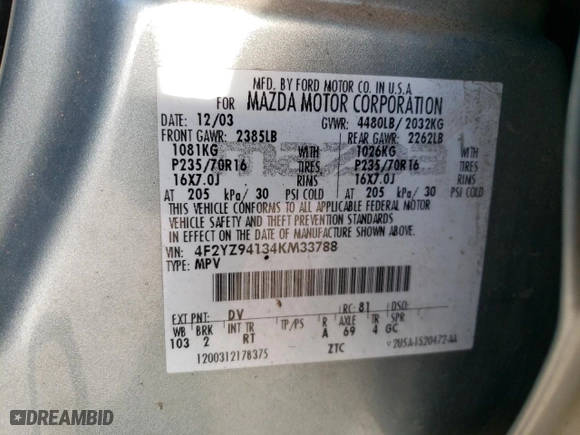 MFD. BY FORD MOTOR CO. IN U.S.A.
FOR MAZDA MOTOR CORPORATION
DATE: 12/03 GVWR: 4480LB/ 2032KG
FRONT GAWR: 2385LB REAR GAWR: 2262LB
1081KG WITH 1026KG WITH
P235/70R16 TIRES P235/70R16 TIRES
16X7.0J RIMS 16X7.0J RIMS
AT 205 kPa/ 30 PSI COLD AT 205 kPa/ 30 PSI COLD
THIS VEHICLE CONFORMS TO ALL APPLICABLE FEDERAL MOTOR
VEHICLE SAFETY AND THEFT PREVENTION STANDARDS
IN EFFECT ON THE DATE OF MANUFACTURE SHOWN ABOVE.
VIN: 4F2YZ94134KM33788
TYPE: MPV
EXT PNT: DV RC: 81 DSO:
WB BRK INT TR TP/PS R AXLE TR SPR
103 2 RT A 69 4 GC
1200312178375 ZTC 2U5A-1520472-AA
DREAMBID
DREAMBID